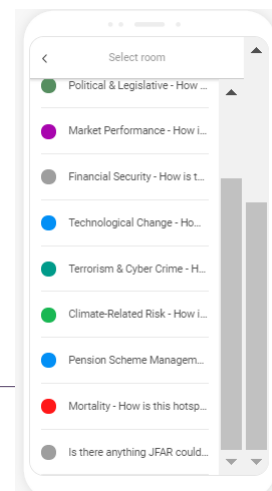 Select room
Political & Legislative - How ...
Market Performance - How i...
Financial Security - How is t...
Technological Change - Ho...
Terrorism & Cyber Crime - H...
Climate-Related Risk - How i...
Pension Scheme Managem...
Mortality - How is this hotsp...
Is there anything JFAR could...